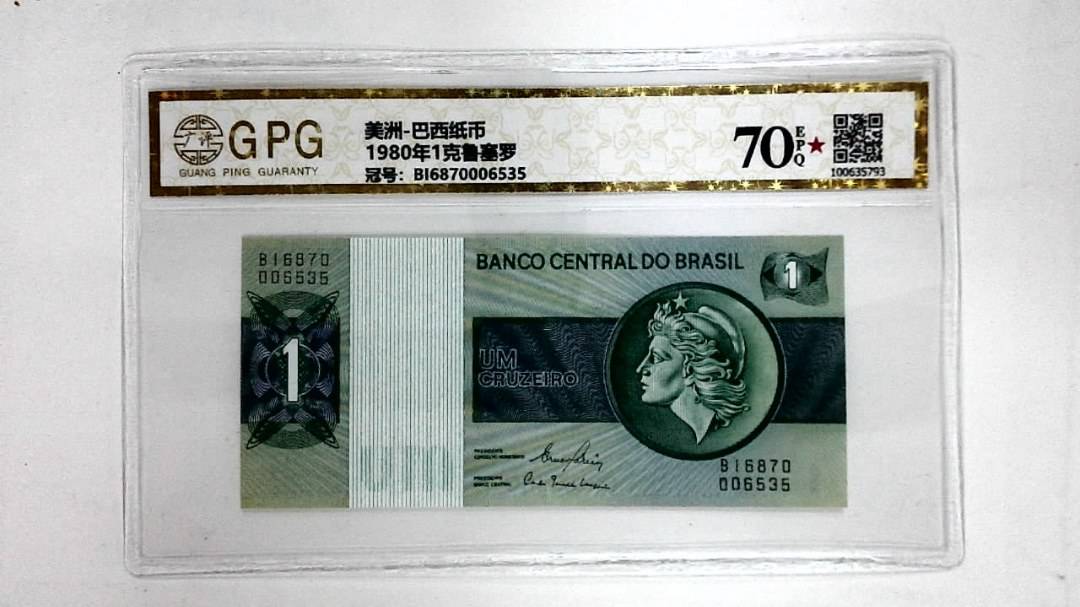 广评
GPG
GUANG PING GUARANTY
美洲-巴西纸币
1980年1克鲁塞罗
冠号：BI6870006535
70
EPQ
100635793
BI6870
006535
1
BANCO CENTRAL DO BRASIL
1
UM
CRUZEIRO
BI6870
006535